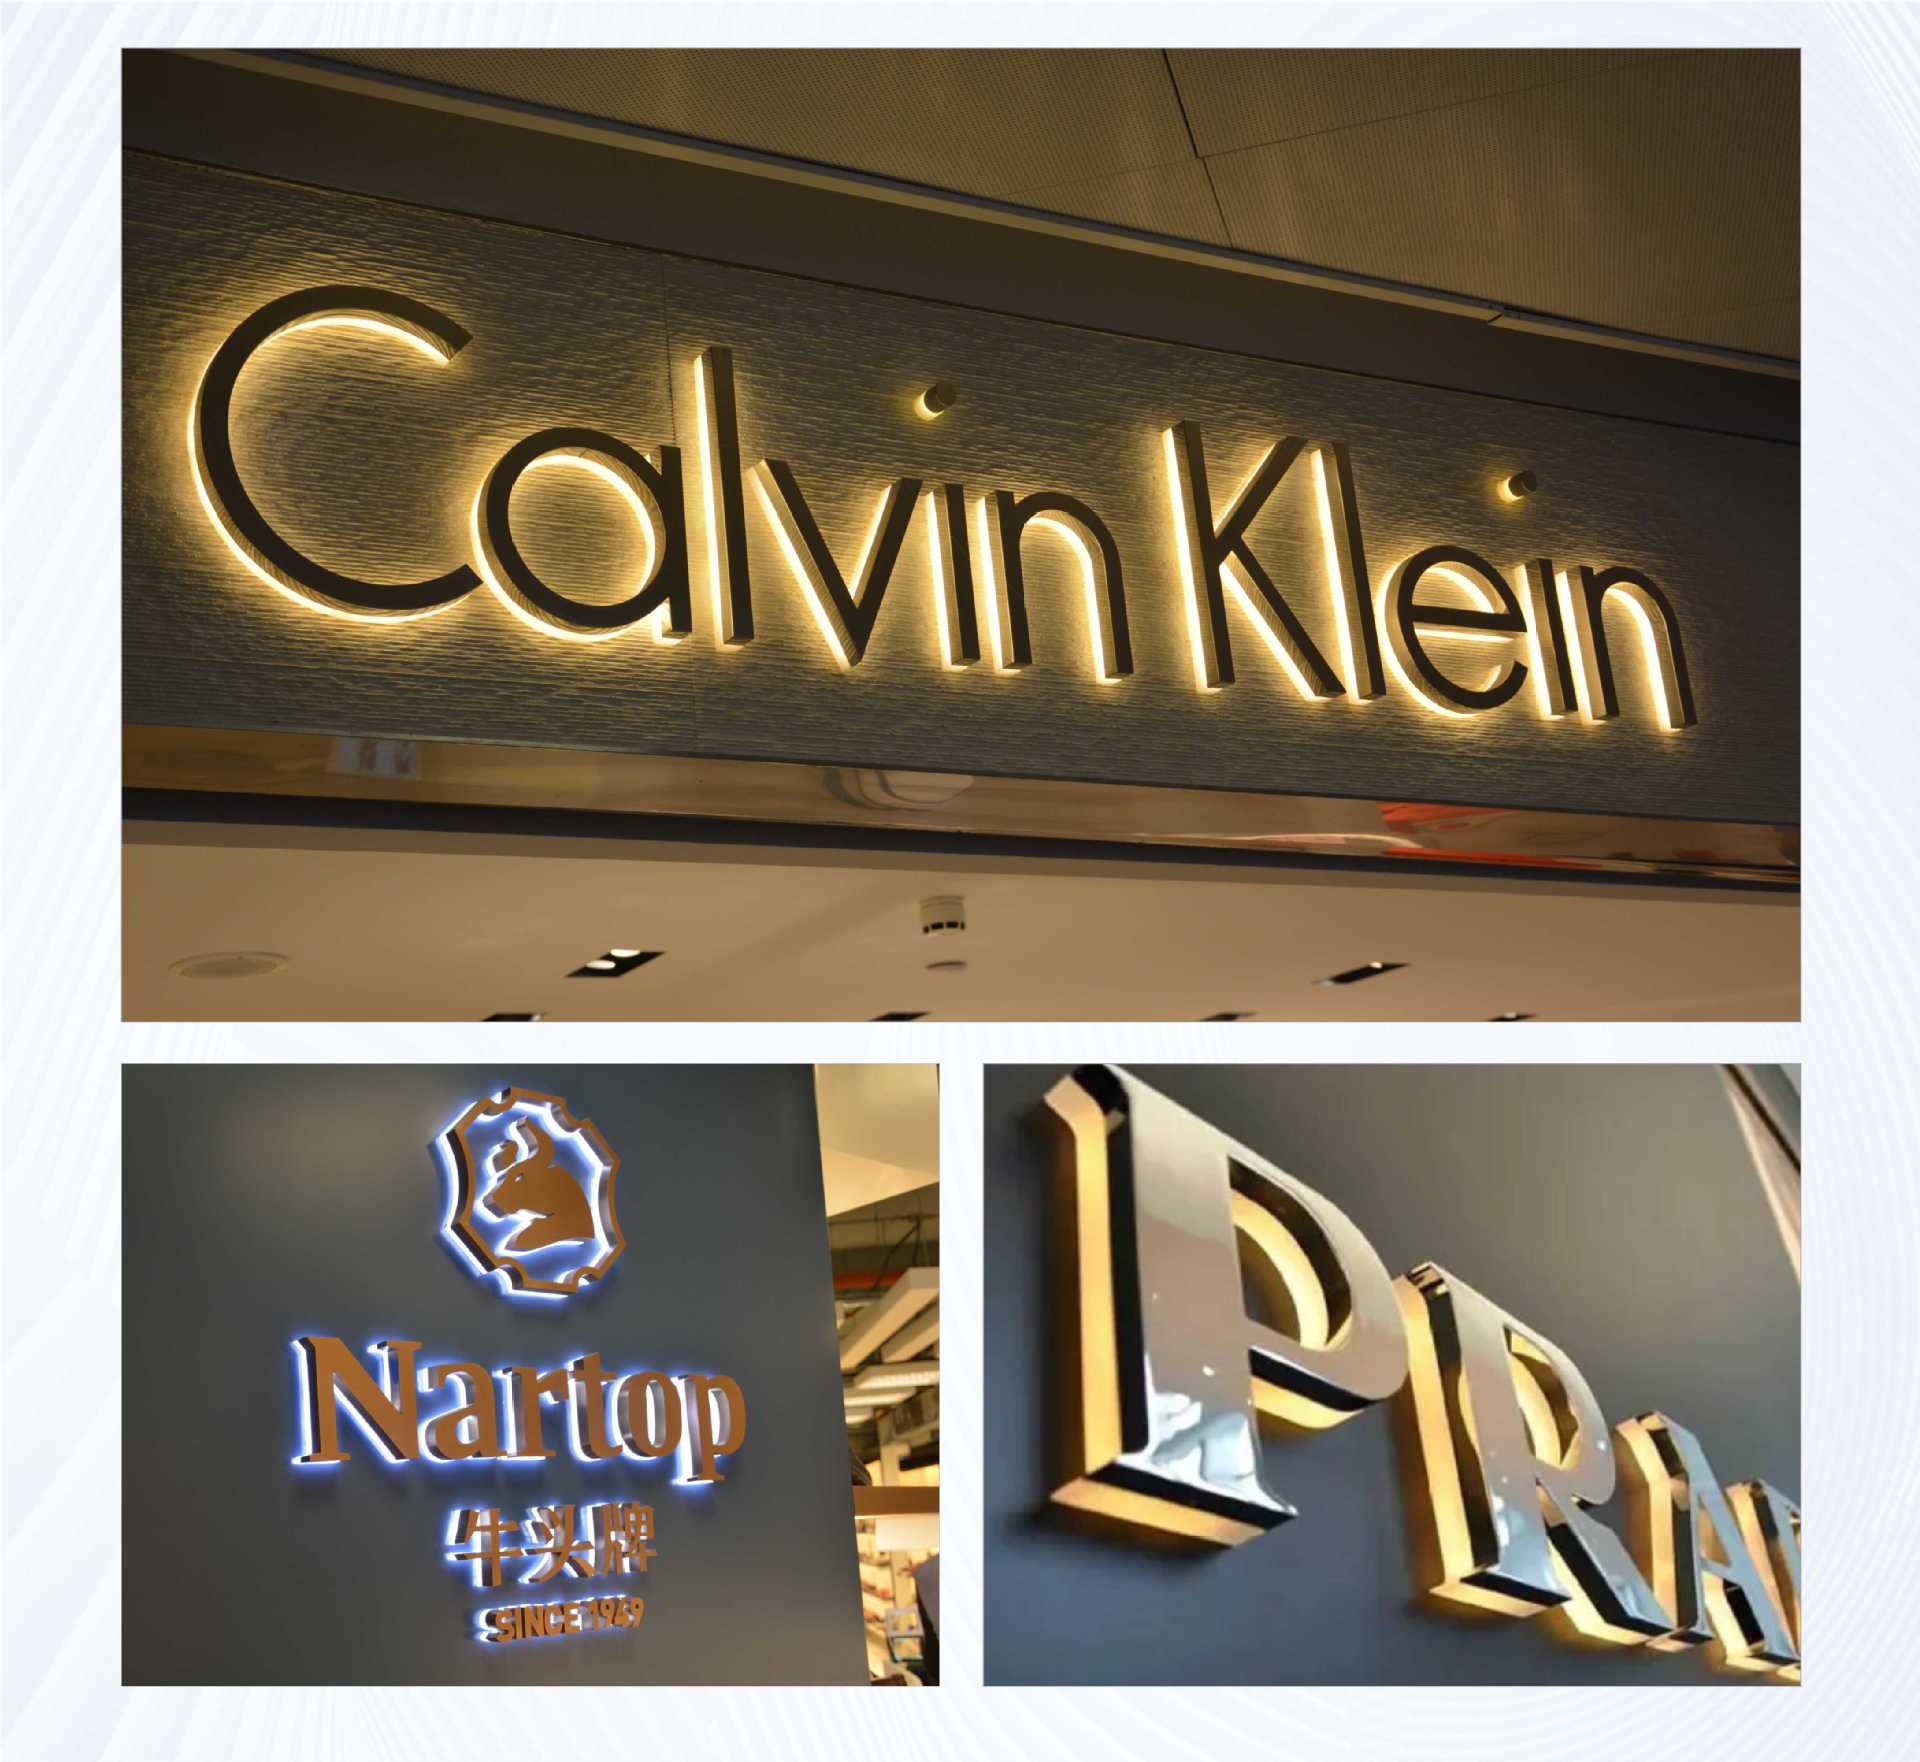 Calvin Klein
Nartop
牛头牌
SINCE 1949
PRA